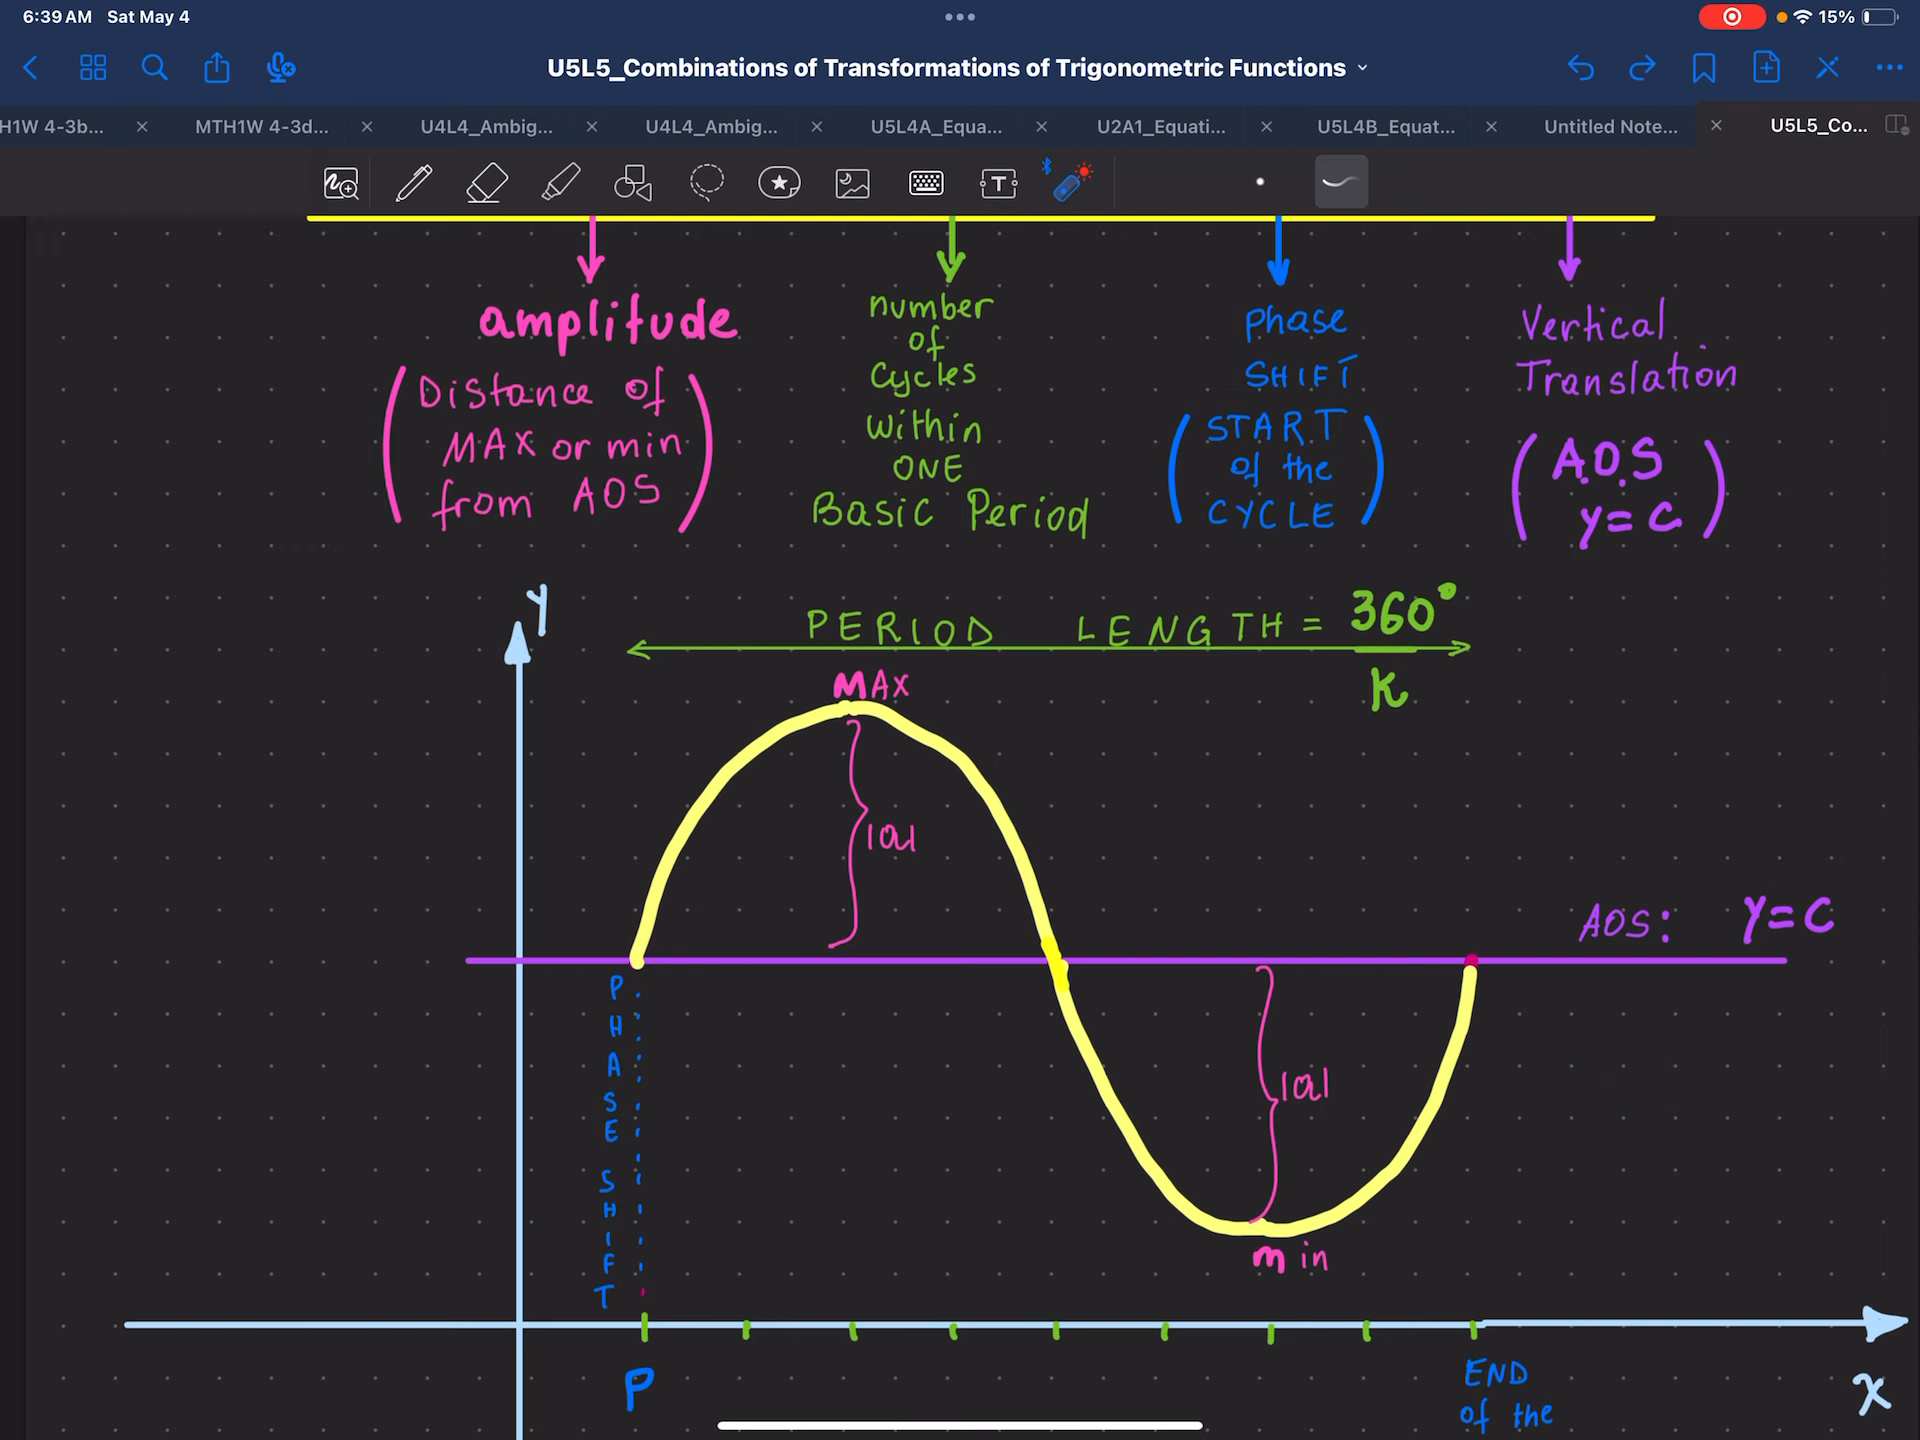 6:39 AM Sat May 4
15%
U5L5_Combinations of Transformations of Trigonometric Functions
H1W 4-3b...
MTH1W 4-3d...
U4L4_Ambig...
U4L4_Ambig...
U5L4A_Equa...
U2A1_Equati...
U5L4B_Equat...
Untitled Note...
U5L5_Co...
amplitude
(Distance of
MAX or min
from AOS)
number
of
cycles
within
ONE
Basic Period
Phase
SHIFT
(START
of the
CYCLE)
Vertical
Translation
(A.O.S
y=c)
y
PERIOD LENGTH = 360°
K
MAX
|a|
AOS: y=c
PHASE SHIFT
|a|
min
P
END
of the
x